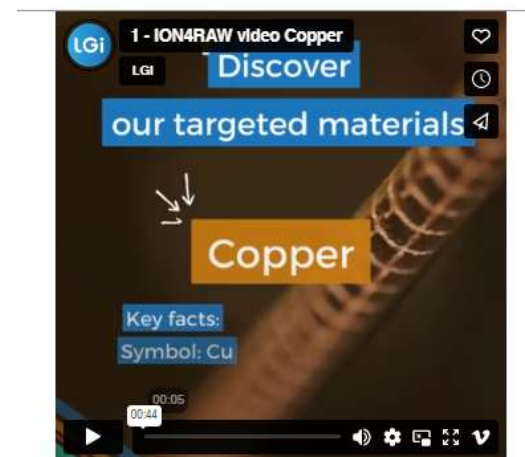 LGi
1 - ION4RAW video Copper
LGI
Discover
our targeted materials
Copper
Key facts:
Symbol: Cu
00:05
00:44